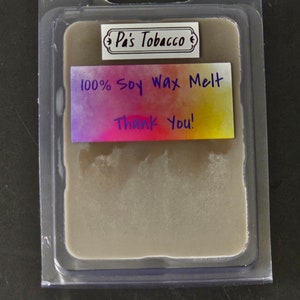 Pa's Tobacco
100% Soy Wax Melt
Thank You!